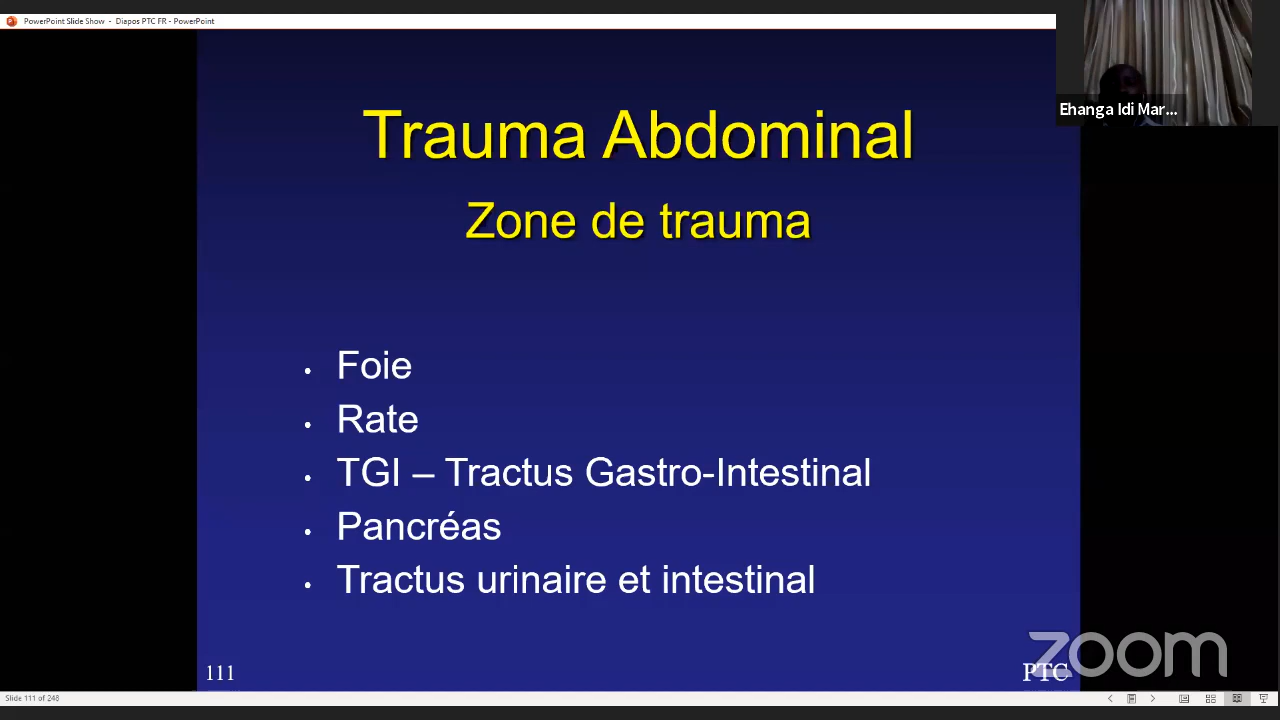 PowerPoint Slide Show - Diapos PTC FR - PowerPoint
Ehanga Idi Mar...
Trauma Abdominal
Zone de trauma
• Foie
• Rate
• TGI – Tractus Gastro-Intestinal
• Pancréas
• Tractus urinaire et intestinal
111
PTC
zoom
Slide 111 of 248